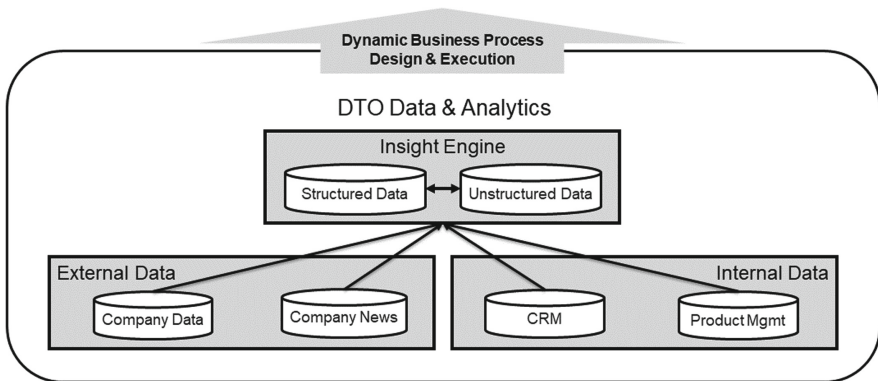 Dynamic Business Process
Design & Execution
DTO Data & Analytics
Insight Engine
Structured Data
Unstructured Data
External Data
Company Data
Company News
Internal Data
CRM
Product Mgmt